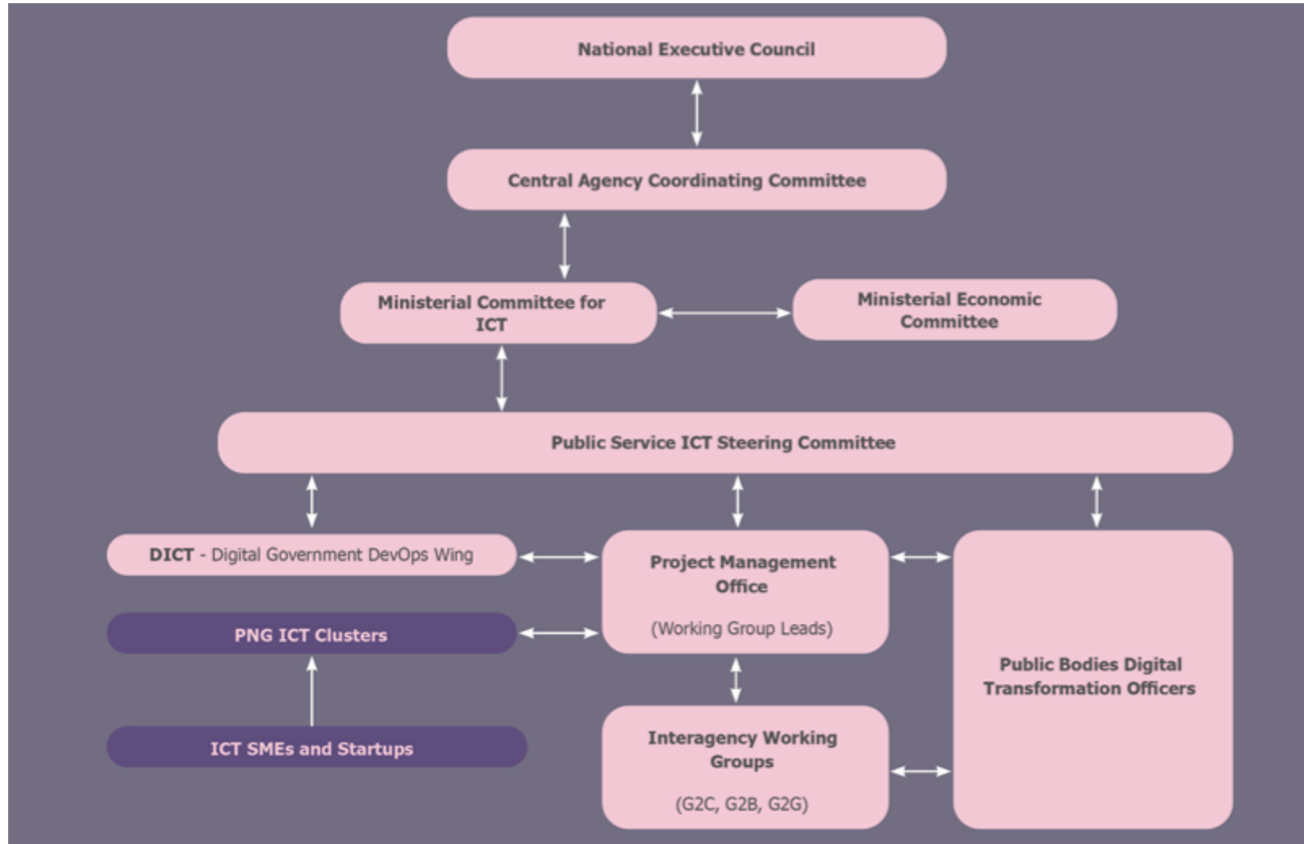 National Executive Council
Central Agency Coordinating Committee
Ministerial Committee for
ICT
Ministerial Economic
Committee
Public Service ICT Steering Committee
DICT - Digital Government DevOps Wing
Project Management
Office
(Working Group Leads)
PNG ICT Clusters
Public Bodies Digital
Transformation Officers
ICT SMEs and Startups
Interagency Working
Groups
(G2C, G2B, G2G)